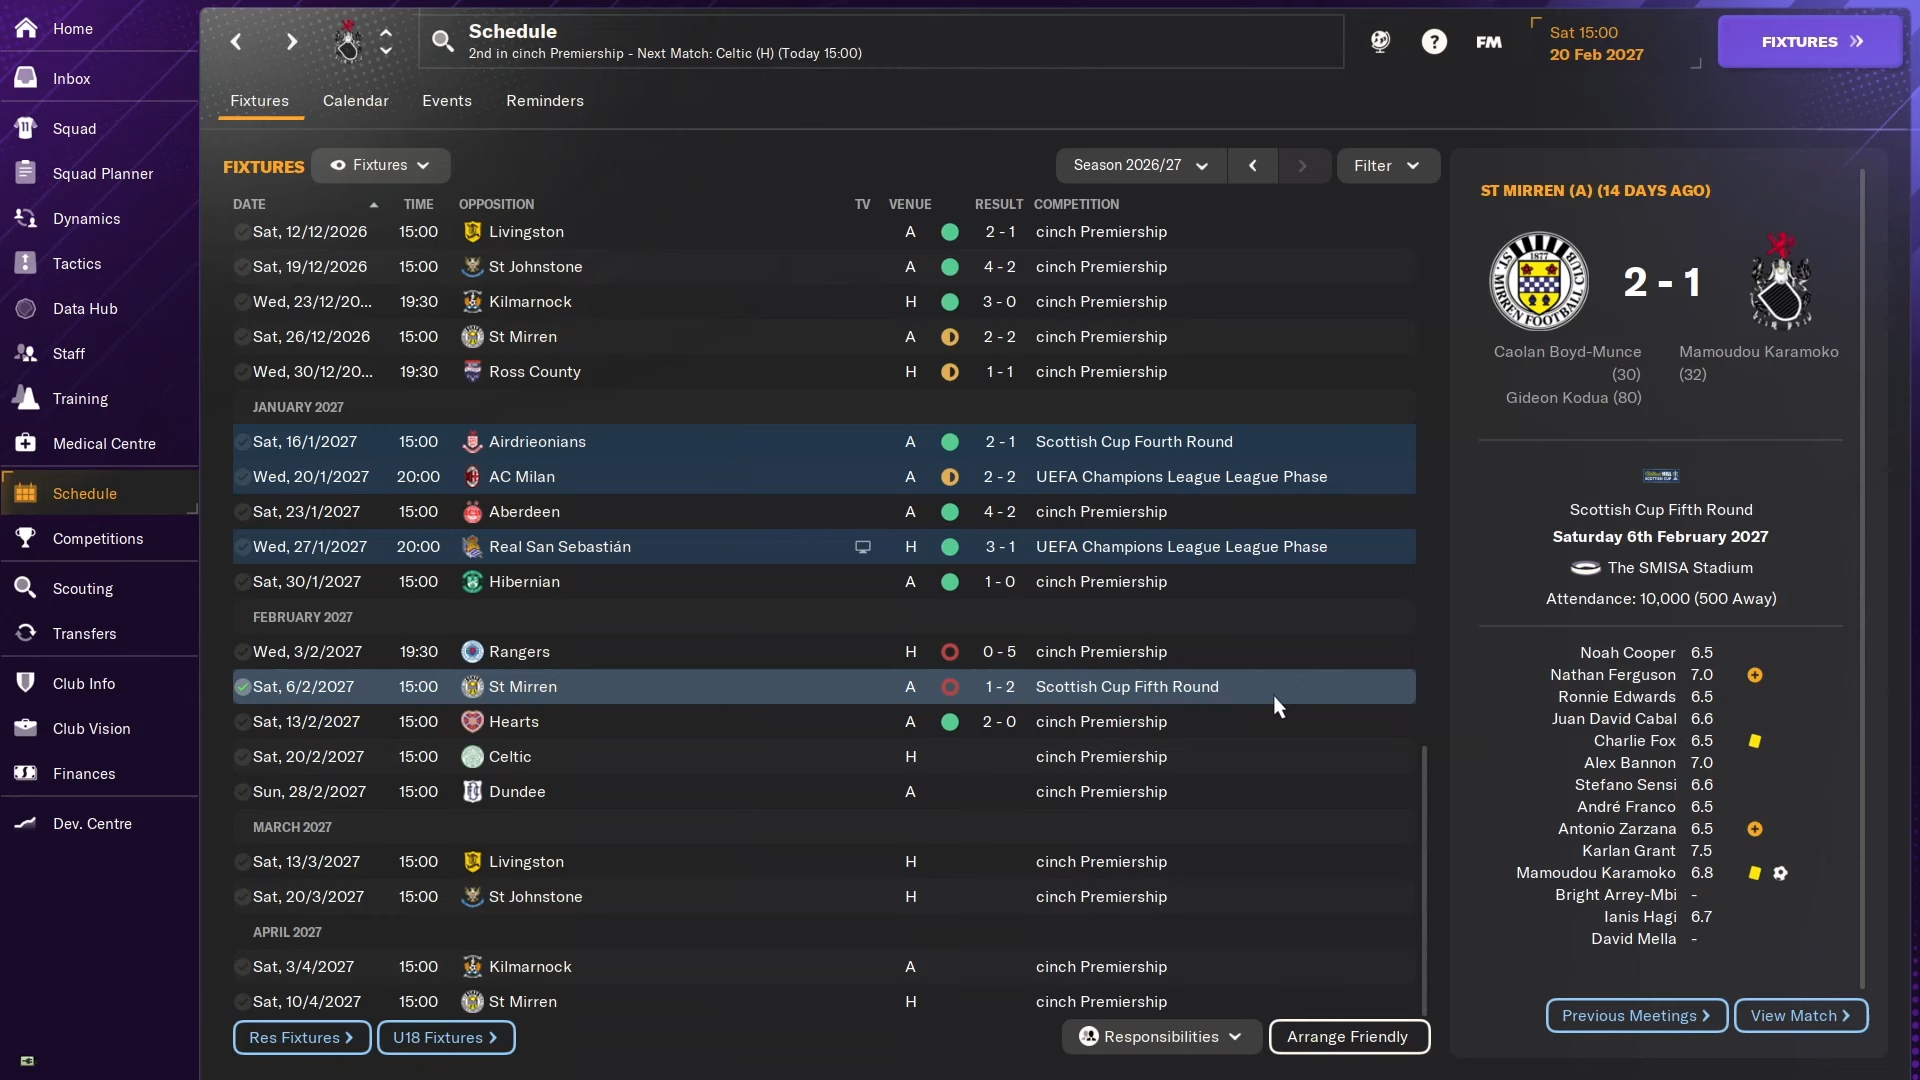 Home
Inbox
Squad
Squad Planner
Dynamics
Tactics
Data Hub
Staff
Training
Medical Centre
Schedule
Competitions
Scouting
Transfers
Club Info
Club Vision
Finances
Dev. Centre
Schedule
2nd in cinch Premiership - Next Match: Celtic (H) (Today 15:00)
?
FM
Sat 15:00
20 Feb 2027
FIXTURES
Fixtures Calendar Events Reminders
FIXTURES Fixtures Season 2026/27 Filter
DATE TIME OPPOSITION TV VENUE RESULT COMPETITION
Sat, 12/12/2026 15:00 Livingston A 2 - 1 cinch Premiership
Sat, 19/12/2026 15:00 St Johnstone A 4 - 2 cinch Premiership
Wed, 23/12/20... 19:30 Kilmarnock H 3 - 0 cinch Premiership
Sat, 26/12/2026 15:00 St Mirren A 2 - 2 cinch Premiership
Wed, 30/12/20... 19:30 Ross County H 1 - 1 cinch Premiership
JANUARY 2027
Sat, 16/1/2027 15:00 Airdrieonians A 2 - 1 Scottish Cup Fourth Round
Wed, 20/1/2027 20:00 AC Milan A 2 - 2 UEFA Champions League League Phase
Sat, 23/1/2027 15:00 Aberdeen A 4 - 2 cinch Premiership
Wed, 27/1/2027 20:00 Real San Sebastián H 3 - 1 UEFA Champions League League Phase
Sat, 30/1/2027 15:00 Hibernian A 1 - 0 cinch Premiership
FEBRUARY 2027
Wed, 3/2/2027 19:30 Rangers H 0 - 5 cinch Premiership
Sat, 6/2/2027 15:00 St Mirren A 1 - 2 Scottish Cup Fifth Round
Sat, 13/2/2027 15:00 Hearts A 2 - 0 cinch Premiership
Sat, 20/2/2027 15:00 Celtic H cinch Premiership
Sun, 28/2/2027 15:00 Dundee A cinch Premiership
MARCH 2027
Sat, 13/3/2027 15:00 Livingston H cinch Premiership
Sat, 20/3/2027 15:00 St Johnstone H cinch Premiership
APRIL 2027
Sat, 3/4/2027 15:00 Kilmarnock A cinch Premiership
Sat, 10/4/2027 15:00 St Mirren H cinch Premiership
Res Fixtures U18 Fixtures Responsibilities Arrange Friendly
ST MIRREN (A) (14 DAYS AGO)
1877
ST. MIRREN FOOTBALL CLUB
2 - 1
Caolan Boyd-Munce
(30)
Gideon Kodua (80)
Mamoudou Karamoko
(32)
Scottish Cup Fifth Round
Saturday 6th February 2027
The SMISA Stadium
Attendance: 10,000 (500 Away)
Noah Cooper 6.5
Nathan Ferguson 7.0
Ronnie Edwards 6.5
Juan David Cabal 6.6
Charlie Fox 6.5
Alex Bannon 7.0
Stefano Sensi 6.6
André Franco 6.5
Antonio Zarzana 6.5
Karlan Grant 7.5
Mamoudou Karamoko 6.8
Bright Arrey-Mbi -
Ianis Hagi 6.7
David Mella -
Previous Meetings View Match